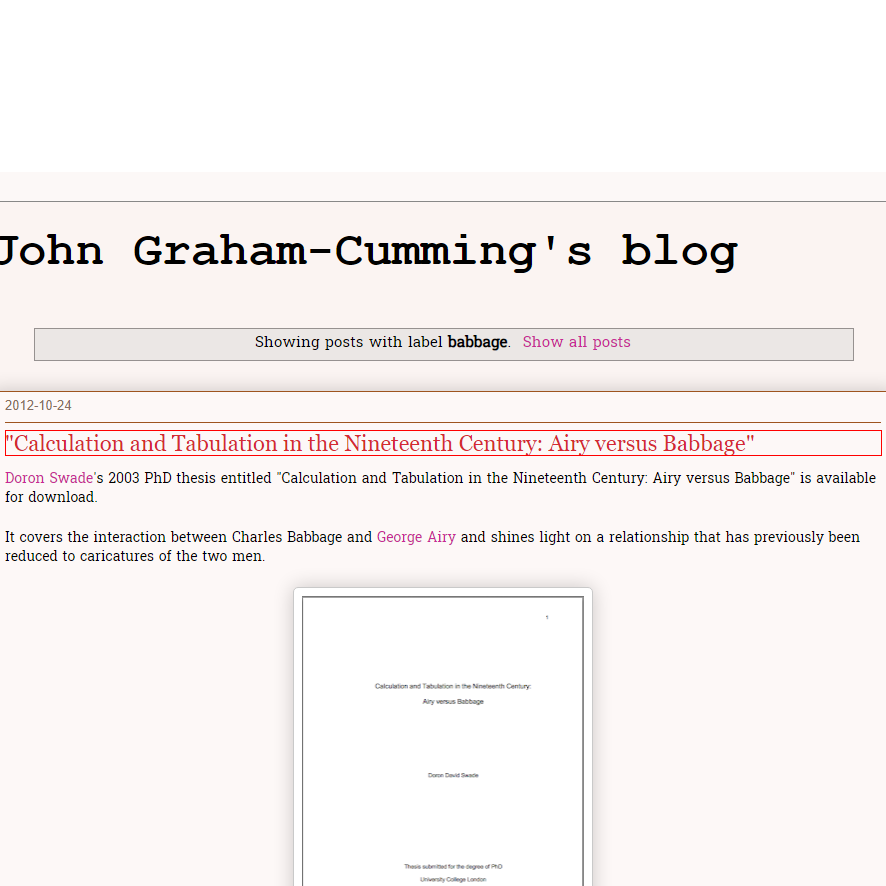 John Graham-Cumming's blog
Showing posts with label babbage. Show all posts
2012-10-24
"Calculation and Tabulation in the Nineteenth Century: Airy versus Babbage"
Doron Swade's 2003 PhD thesis entitled "Calculation and Tabulation in the Nineteenth Century: Airy versus Babbage" is available
for download.
It covers the interaction between Charles Babbage and George Airy and shines light on a relationship that has previously been
reduced to caricatures of the two men.
1
Calculation and Tabulation in the Nineteenth Century:
Airy versus Babbage
Doron David Swade
Thesis submitted for the degree of PhD
University College London